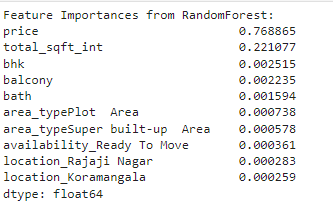 Feature Importances from RandomForest:
price 0.768865
total_sqft_int 0.221077
bhk 0.002515
balcony 0.002235
bath 0.001594
area_typePlot  Area 0.000738
area_typeSuper built-up  Area 0.000578
availability_Ready To Move 0.000361
location_Rajaji Nagar 0.000283
location_Koramangala 0.000259
dtype: float64